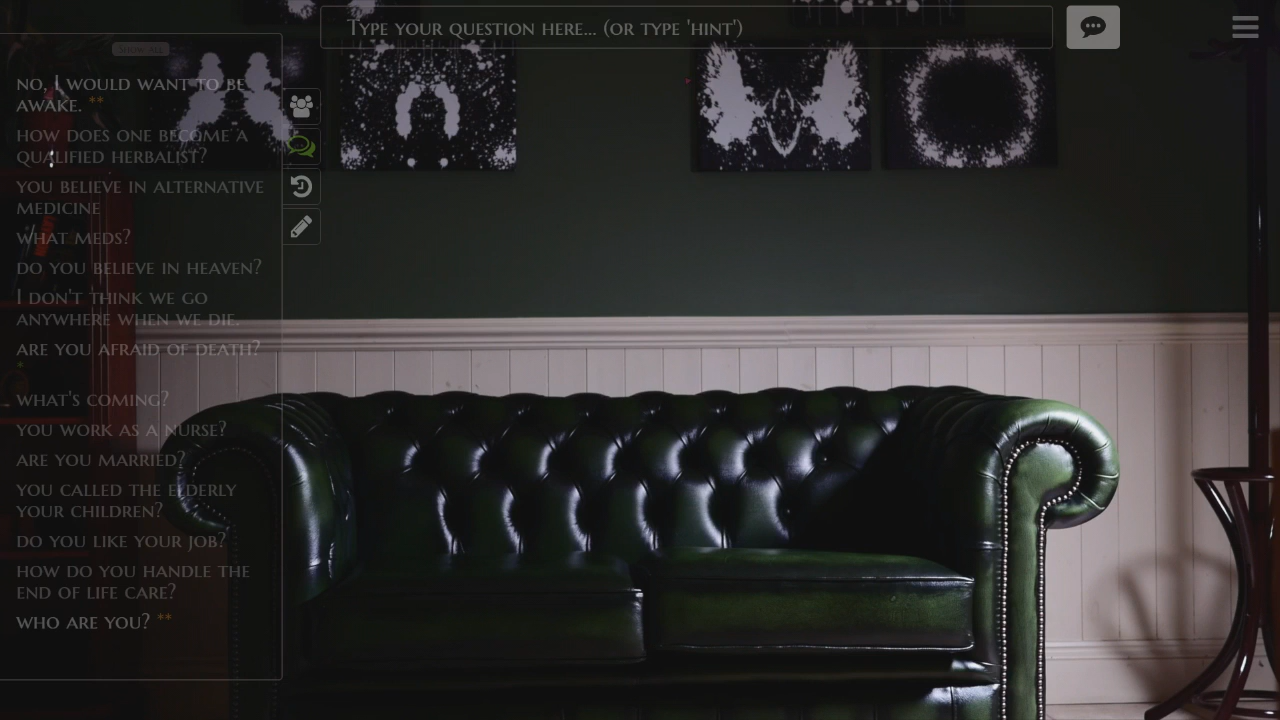 Type your question here... (or type 'hint')
Show all
No, I would want to be
awake. **
How does one become a
qualified herbalist?
You believe in alternative
medicine
What meds?
Do you believe in heaven?
I don't think we go
anywhere when we die.
Are you afraid of death?
*
What's coming?
You work as a nurse?
Are you married?
You called the elderly
your children?
Do you like your job?
How do you handle the
end of life care?
Who are you? **